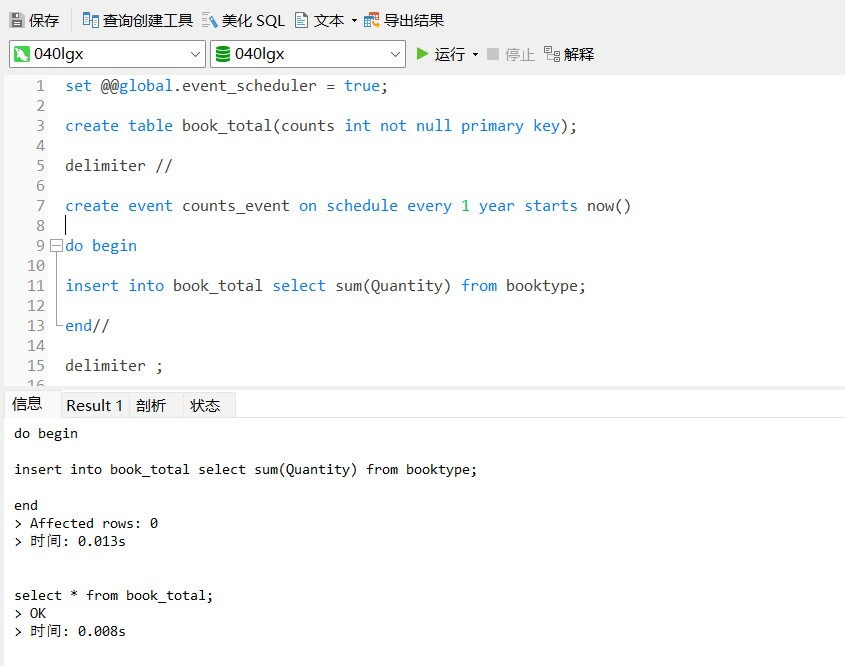 保存 查询创建工具 美化 SQL 文本 导出结果
040lgx 040lgx 运行 停止 解释
1 set @@global.event_scheduler = true;
2
3 create table book_total(counts int not null primary key);
4
5 delimiter //
6
7 create event counts_event on schedule every 1 year starts now()
8
9 do begin
10
11 insert into book_total select sum(Quantity) from booktype;
12
13 end//
14
15 delimiter ;
16
信息 Result 1 剖析 状态
do begin
insert into book_total select sum(Quantity) from booktype;
end
> Affected rows: 0
> 时间: 0.013s
select * from book_total;
> OK
> 时间: 0.008s